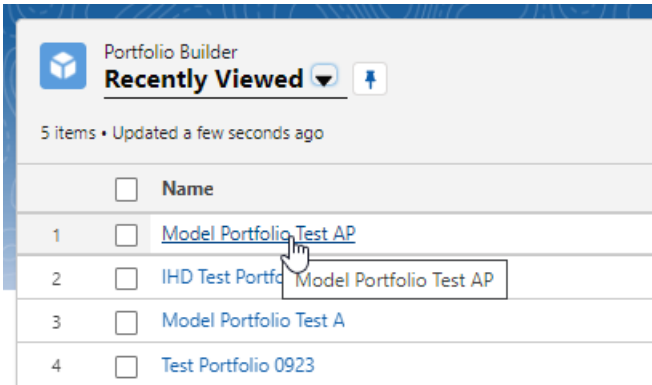 Portfolio Builder
Recently Viewed
5 items • Updated a few seconds ago
Name
1 Model Portfolio Test AP
2 IHD Test Portfo
Model Portfolio Test AP
3 Model Portfolio Test A
4 Test Portfolio 0923